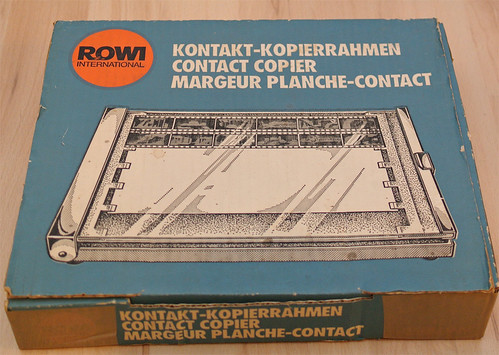 ROWI
INTERNATIONAL
KONTAKT-KOPIERRAHMEN
CONTACT COPIER
MARGEUR PLANCHE-CONTACT
KONTAKT-KOPIERRAHMEN
CONTACT COPIER
MARGEUR PLANCHE-CONTACT